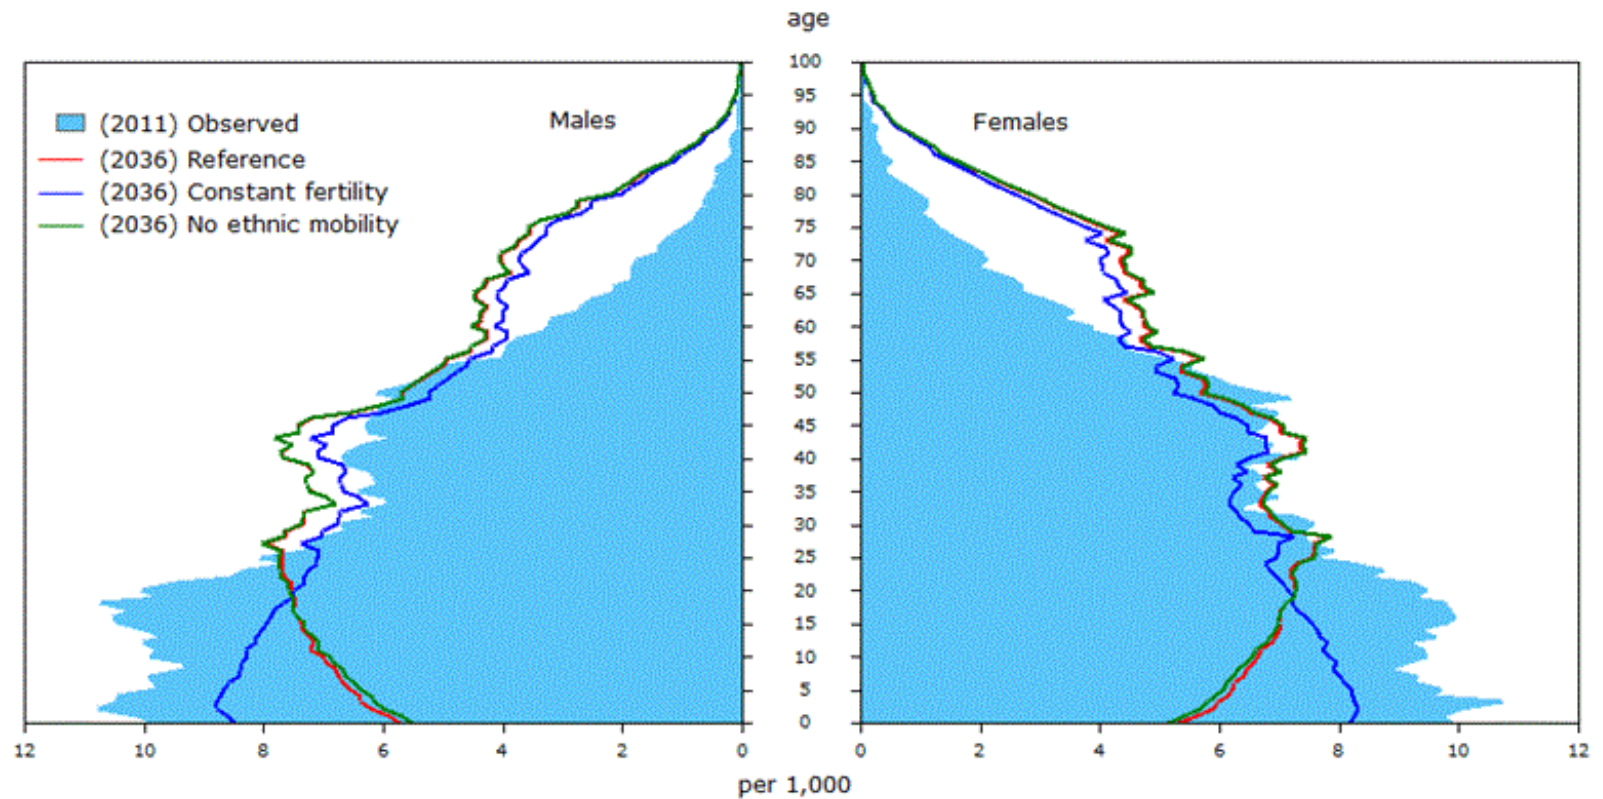 age
Males
Females
(2011) Observed
(2036) Reference
(2036) Constant fertility
(2036) No ethnic mobility
100
95
90
85
80
75
70
65
60
55
50
45
40
35
30
25
20
15
10
5
0
12 10 8 6 4 2 0
0 2 4 6 8 10 12
per 1,000